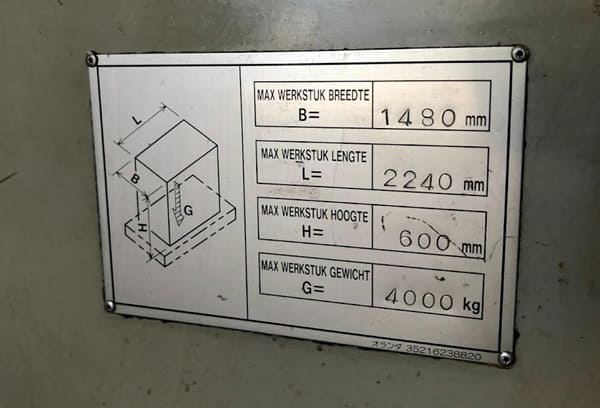 L
B
H
G
MAX WERKSTUK BREEDTE
B= 1480 mm
MAX WERKSTUK LENGTE
L= 2240 mm
MAX WERKSTUK HOOGTE
H= 600 mm
MAX WERKSTUK GEWICHT
G= 4000 kg
オランダ 35216238820